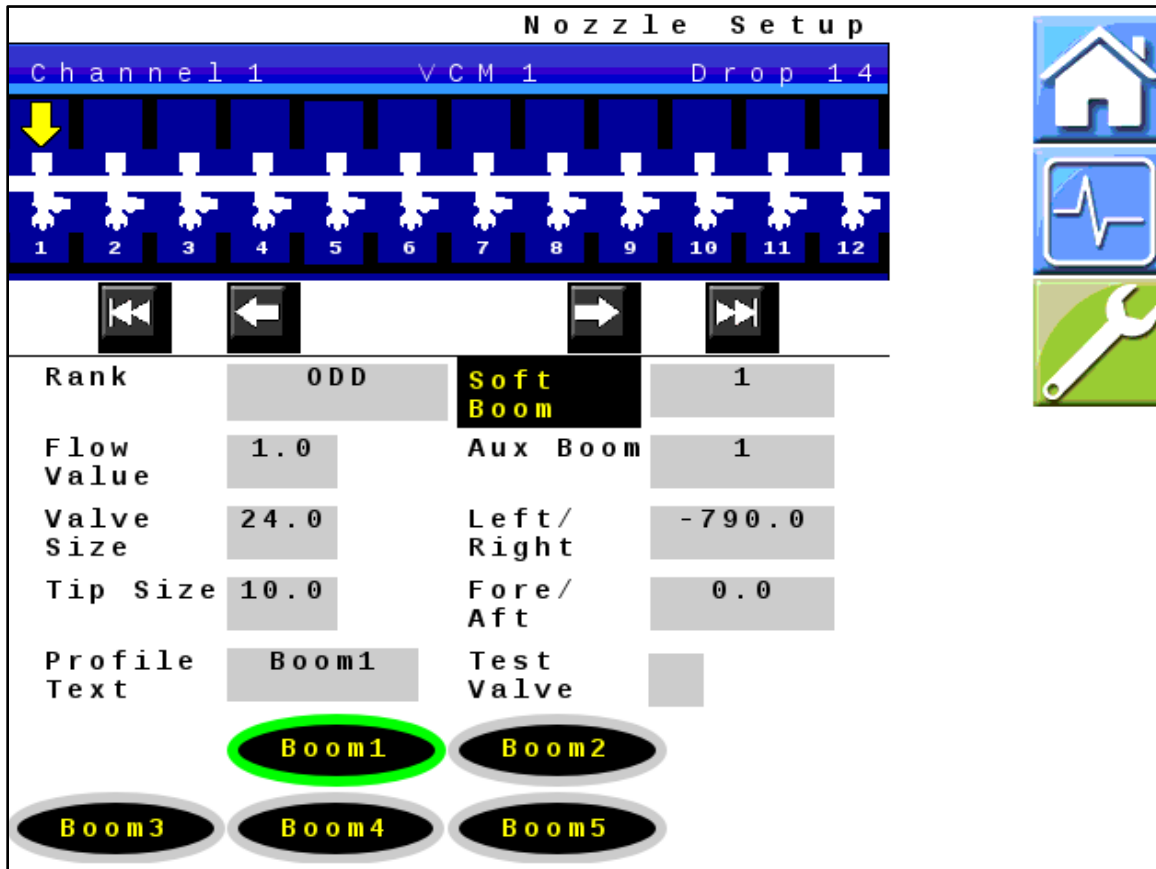 Nozzle Setup
Channel 1 VCM 1 Drop 14
1 2 3 4 5 6 7 8 9 10 11 12
Rank ODD Soft Boom 1
Flow Value 1.0 Aux Boom 1
Valve Size 24.0 Left/ Right -790.0
Tip Size 10.0 Fore/ Aft 0.0
Profile Text Boom1 Test Valve
Boom1 Boom2
Boom3 Boom4 Boom5